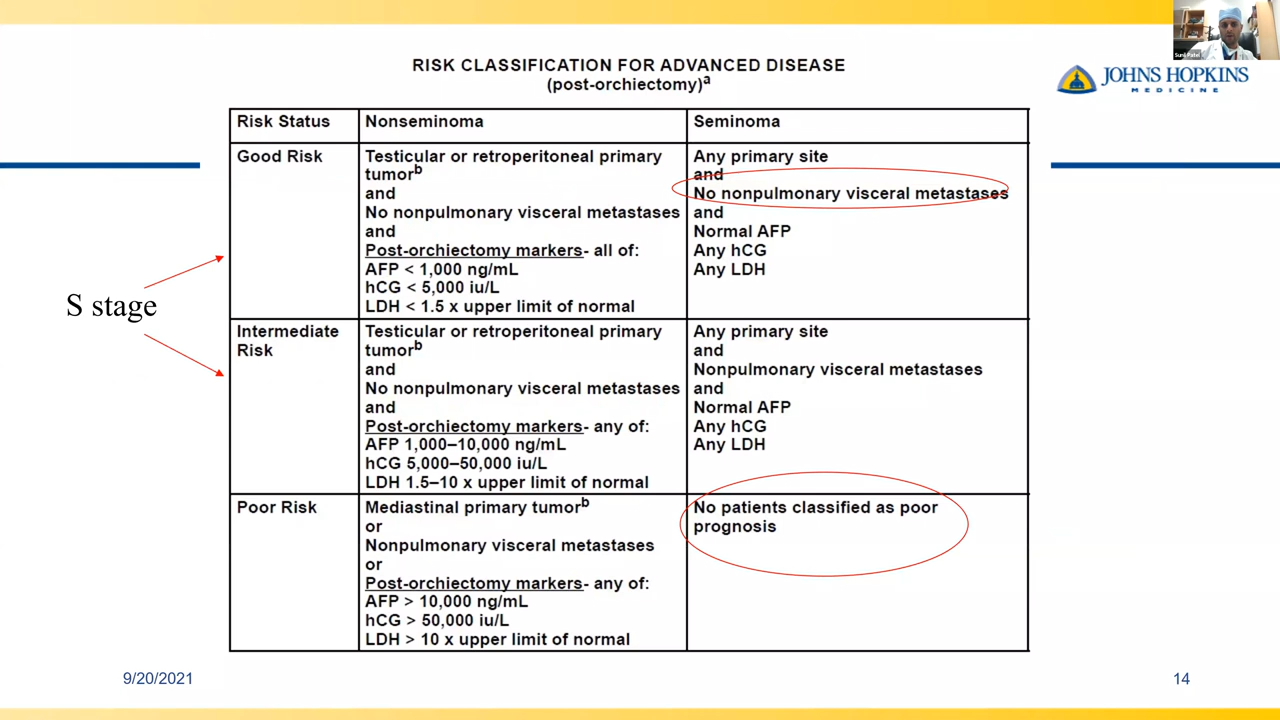 Sunil Patel
JOHNS HOPKINS
MEDICINE
RISK CLASSIFICATION FOR ADVANCED DISEASE
(post-orchiectomy)a
Risk Status
Nonseminoma
Seminoma
Good Risk
Testicular or retroperitoneal primary
tumorb
and
No nonpulmonary visceral metastases
and
Post-orchiectomy markers- all of:
AFP < 1,000 ng/mL
hCG < 5,000 iu/L
LDH < 1.5 x upper limit of normal
Any primary site
and
No nonpulmonary visceral metastases
and
Normal AFP
Any hCG
Any LDH
S stage
Intermediate
Risk
Testicular or retroperitoneal primary
tumorb
and
No nonpulmonary visceral metastases
and
Post-orchiectomy markers- any of:
AFP 1,000–10,000 ng/mL
hCG 5,000–50,000 iu/L
LDH 1.5–10 x upper limit of normal
Any primary site
and
Nonpulmonary visceral metastases
and
Normal AFP
Any hCG
Any LDH
Poor Risk
Mediastinal primary tumorb
or
Nonpulmonary visceral metastases
or
Post-orchiectomy markers- any of:
AFP > 10,000 ng/mL
hCG > 50,000 iu/L
LDH > 10 x upper limit of normal
No patients classified as poor
prognosis
9/20/2021
14